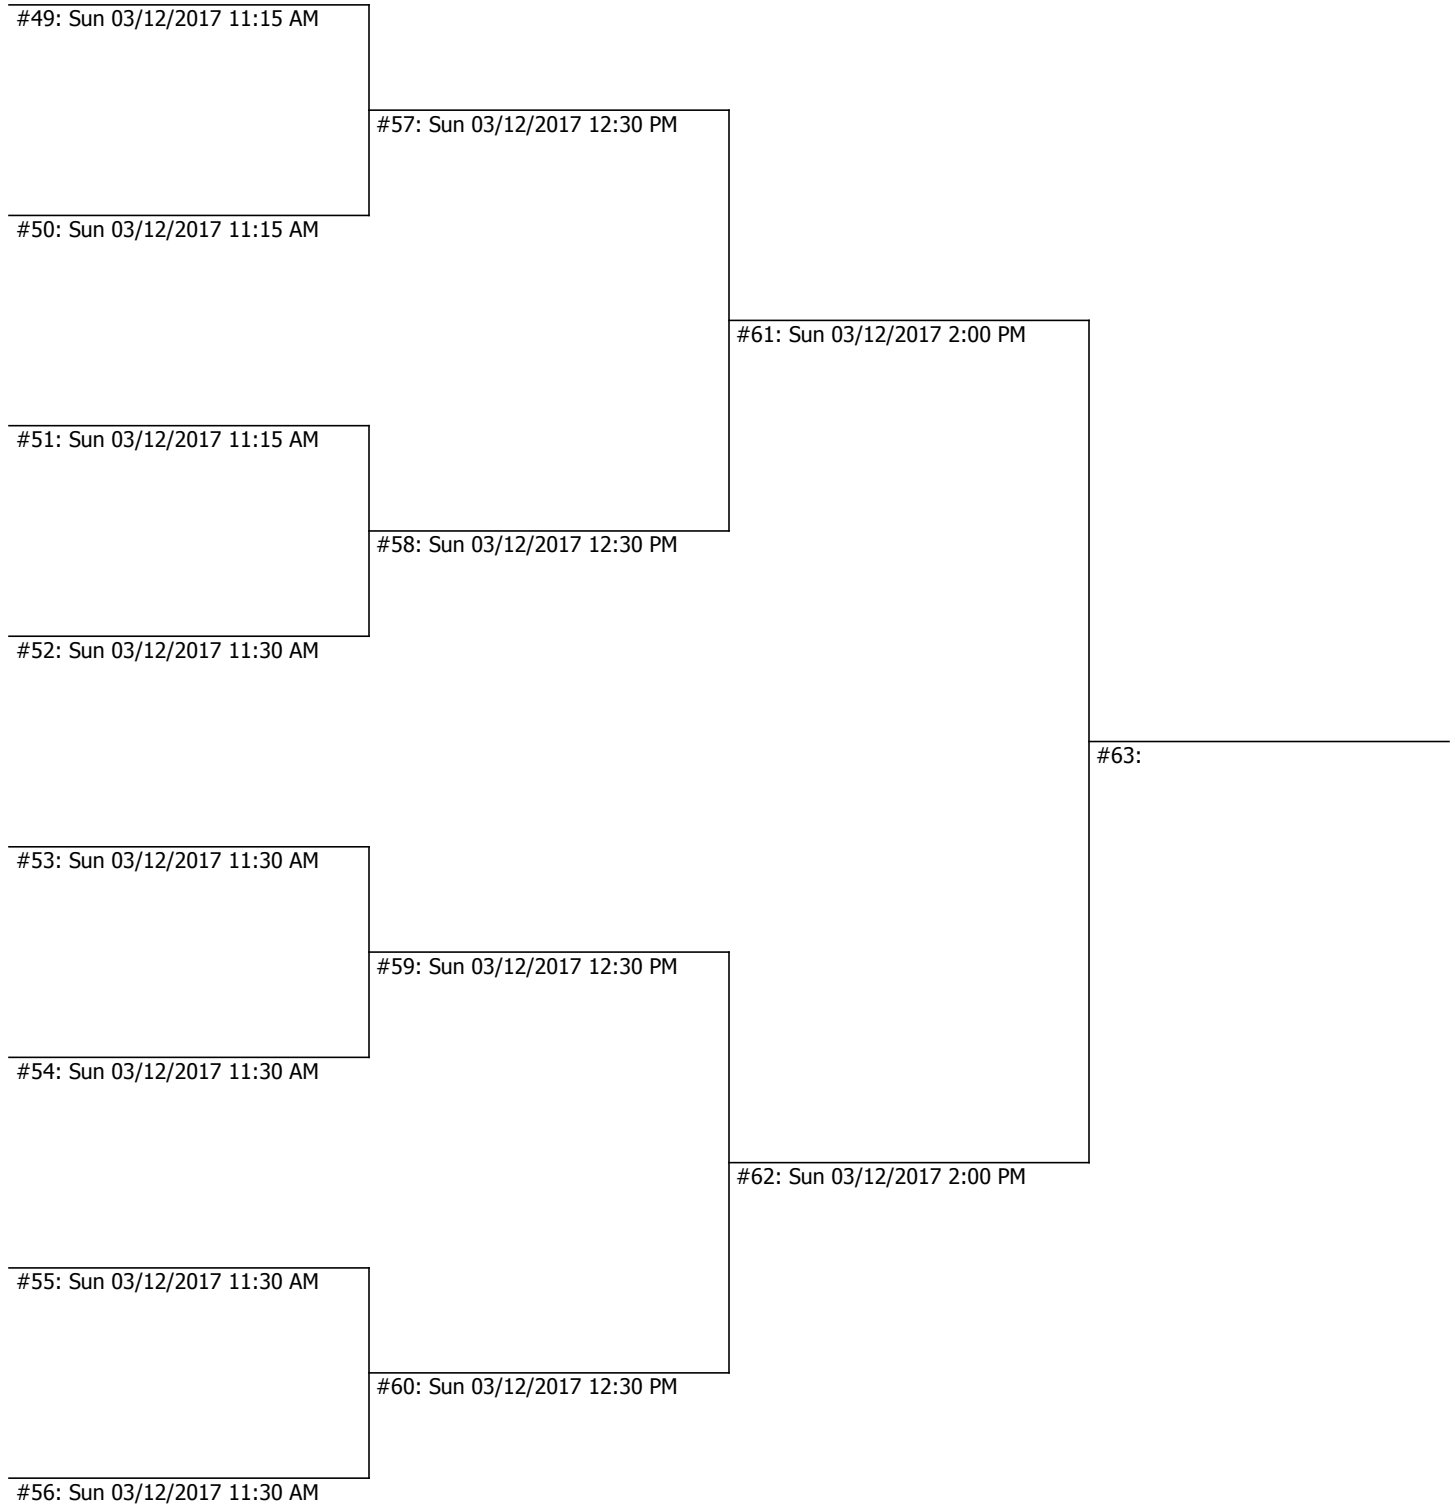 #49: Sun 03/12/2017 11:15 AM
#57: Sun 03/12/2017 12:30 PM
#50: Sun 03/12/2017 11:15 AM
#61: Sun 03/12/2017 2:00 PM
#51: Sun 03/12/2017 11:15 AM
#58: Sun 03/12/2017 12:30 PM
#52: Sun 03/12/2017 11:30 AM
#63:
#53: Sun 03/12/2017 11:30 AM
#59: Sun 03/12/2017 12:30 PM
#54: Sun 03/12/2017 11:30 AM
#62: Sun 03/12/2017 2:00 PM
#55: Sun 03/12/2017 11:30 AM
#60: Sun 03/12/2017 12:30 PM
#56: Sun 03/12/2017 11:30 AM